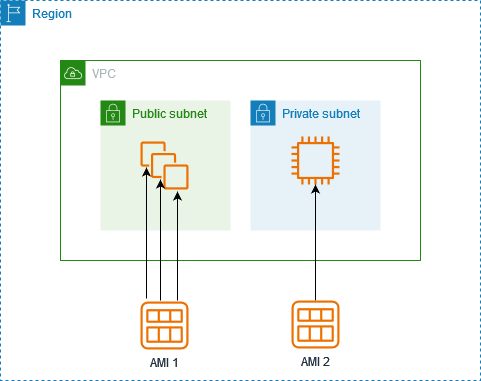 Region
VPC
Public subnet
Private subnet
AMI 1
AMI 2